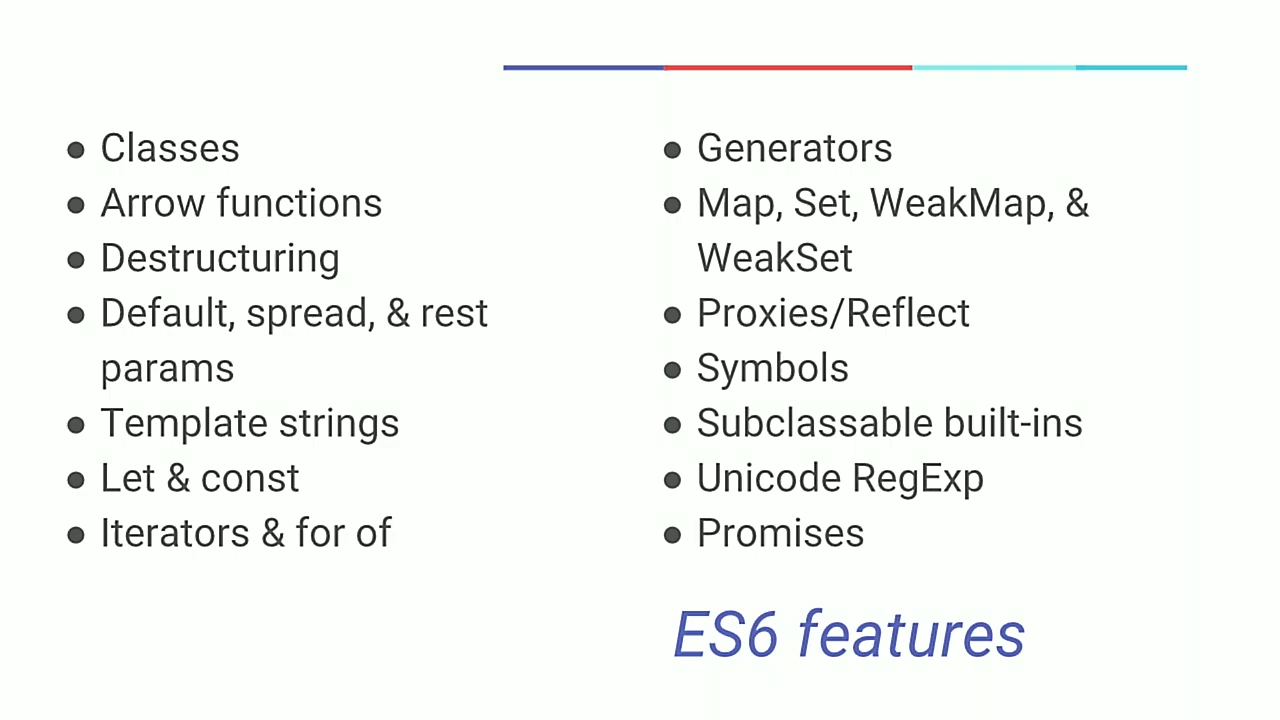 ● Classes
● Arrow functions
● Destructuring
● Default, spread, & rest
params
● Template strings
● Let & const
● Iterators & for of
● Generators
● Map, Set, WeakMap, &
WeakSet
● Proxies/Reflect
● Symbols
● Subclassable built-ins
● Unicode RegExp
● Promises
ES6 features